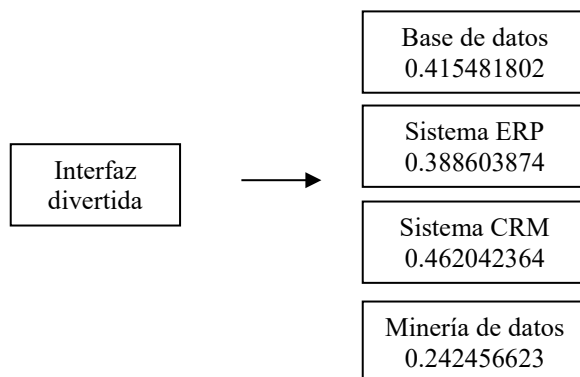 Base de datos
0.415481802
Sistema ERP
0.388603874
Interfaz
divertida
Sistema CRM
0.462042364
Minería de datos
0.242456623